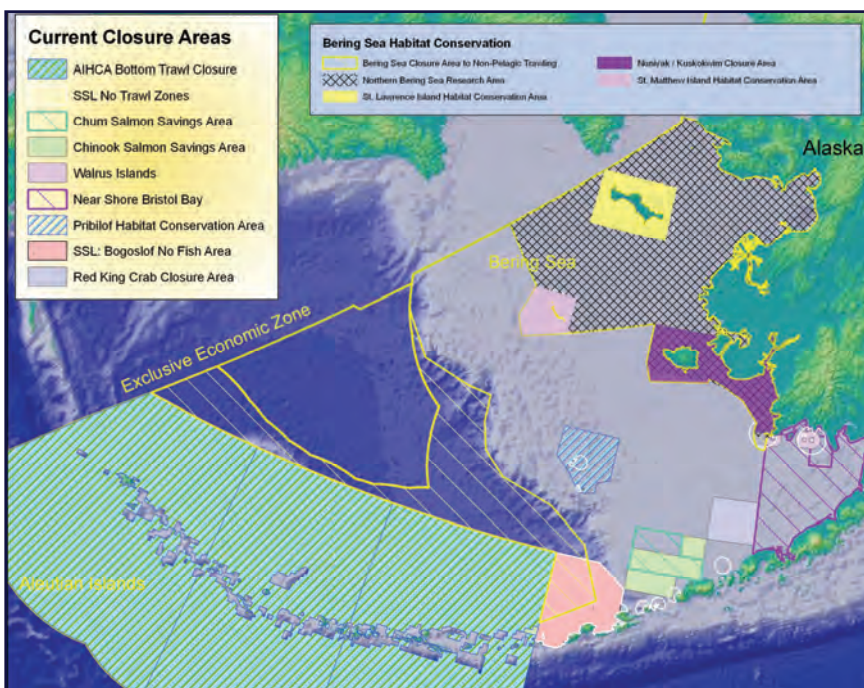 Current Closure Areas
AIHCA Bottom Trawl Closure
SSL No Trawl Zones
Chum Salmon Savings Area
Chinook Salmon Savings Area
Walrus Islands
Near Shore Bristol Bay
Pribilof Habitat Conservation Area
SSL: Bogoslof No Fish Area
Red King Crab Closure Area
Bering Sea Habitat Conservation
Bering Sea Closure Area to Non-Pelagic Trawling
Northern Bering Sea Research Area
St. Lawrence Island Habitat Conservation Area
Nunivak / Kuskokwim Closure Area
St. Matthew Island Habitat Conservation Area
Alaska
Bering Sea
Exclusive Economic Zone
Aleutian Islands